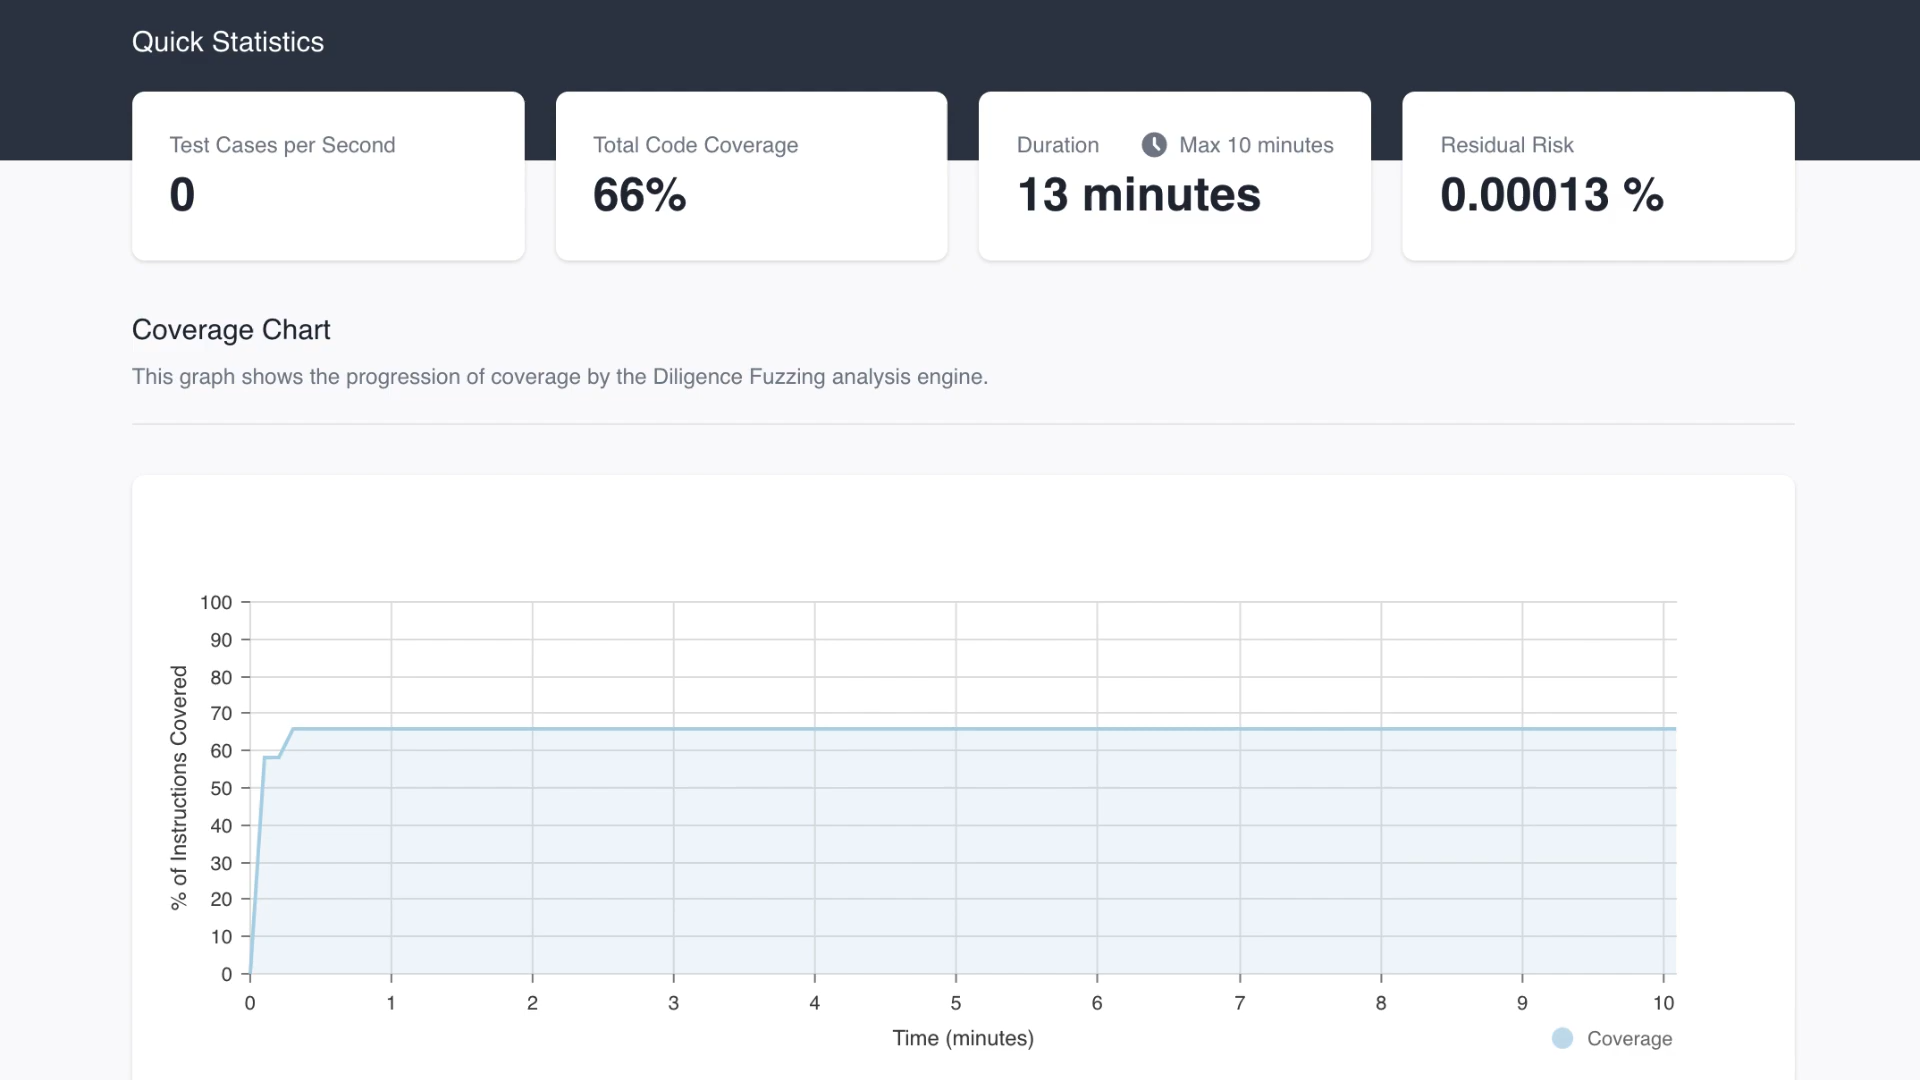 Quick Statistics
Test Cases per Second
0
Total Code Coverage
66%
Duration Max 10 minutes
13 minutes
Residual Risk
0.00013 %
Coverage Chart
This graph shows the progression of coverage by the Diligence Fuzzing analysis engine.
% of Instructions Covered
100
90
80
70
60
50
40
30
20
10
0
0 1 2 3 4 5 6 7 8 9 10
Time (minutes)
Coverage